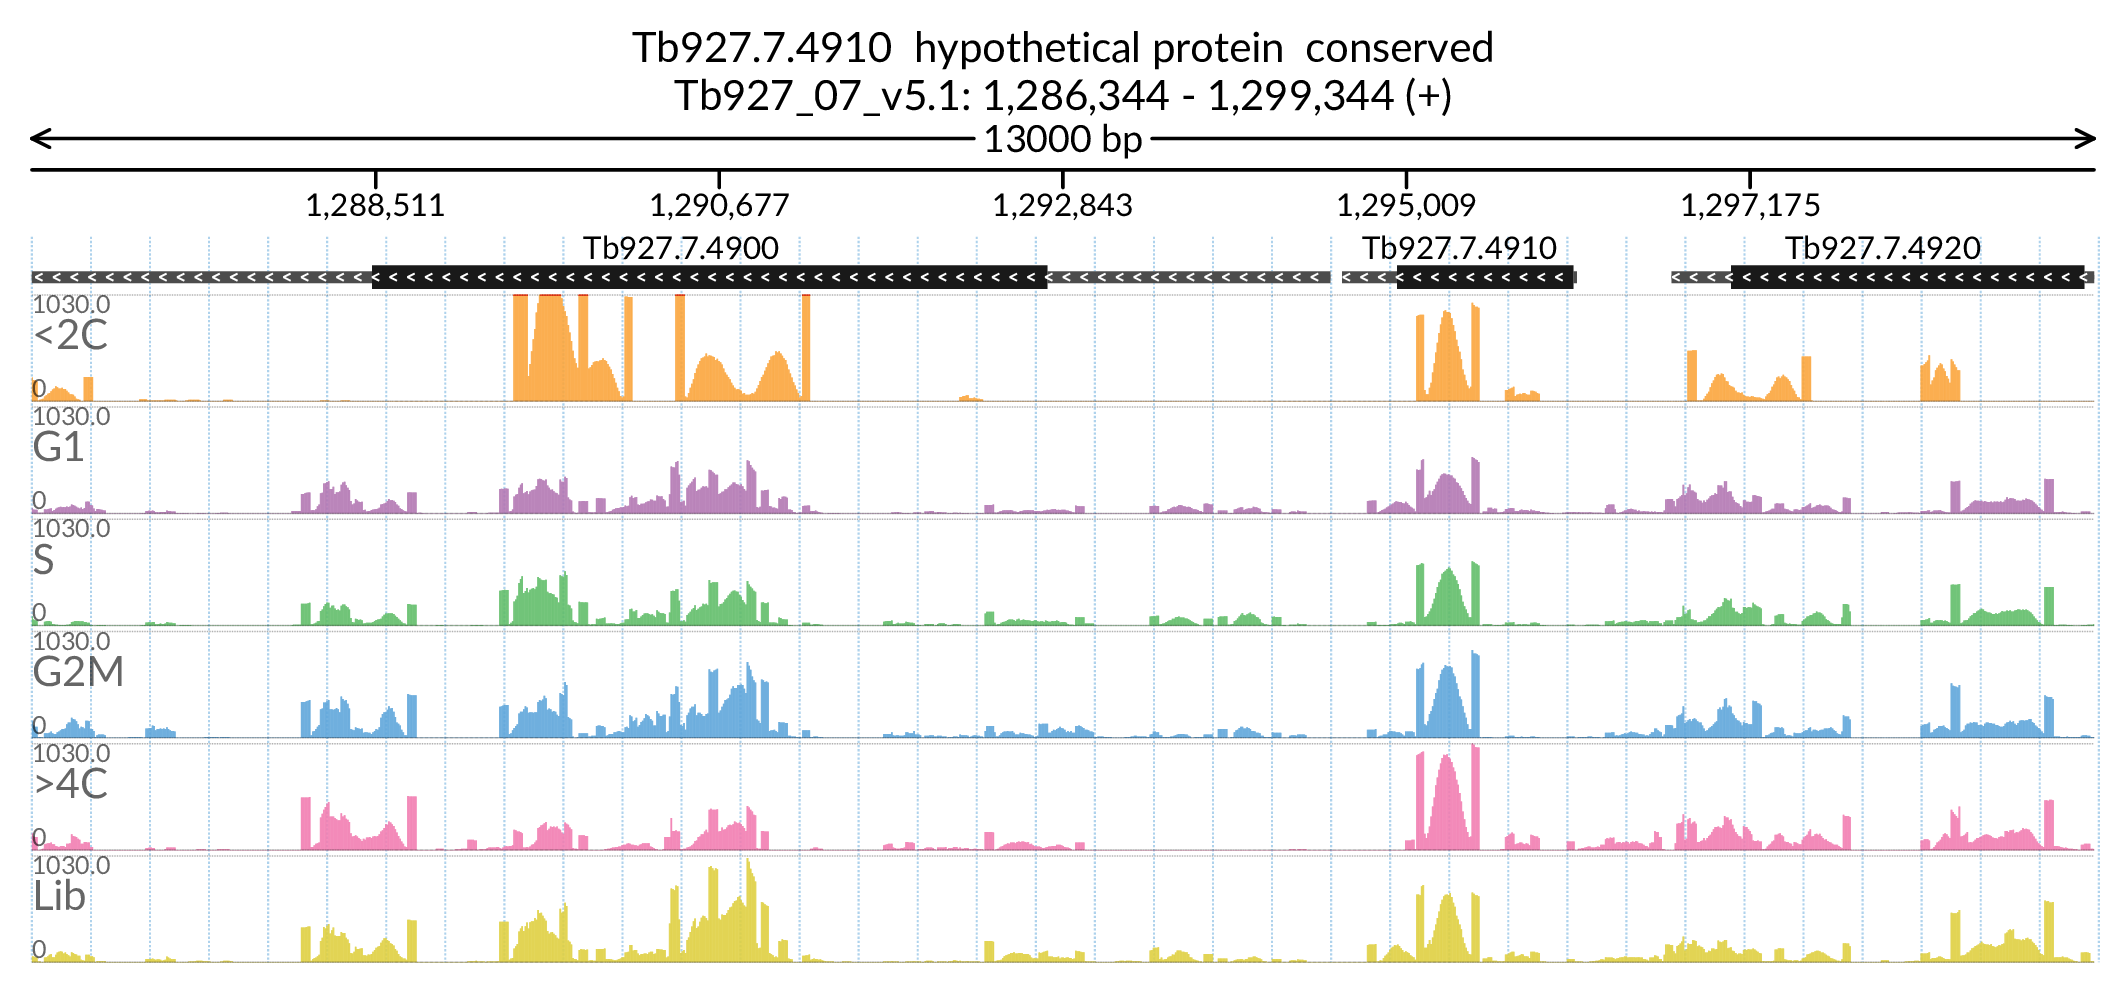 Tb927.7.4910  hypothetical protein  conserved
Tb927_07_v5.1: 1,286,344 - 1,299,344 (+)
13000 bp
1,288,511 1,290,677 1,292,843 1,295,009 1,297,175
Tb927.7.4900 Tb927.7.4910 Tb927.7.4920
1030.0
<2C
0
1030.0
G1
0
1030.0
S
0
1030.0
G2M
0
1030.0
>4C
0
1030.0
Lib
0